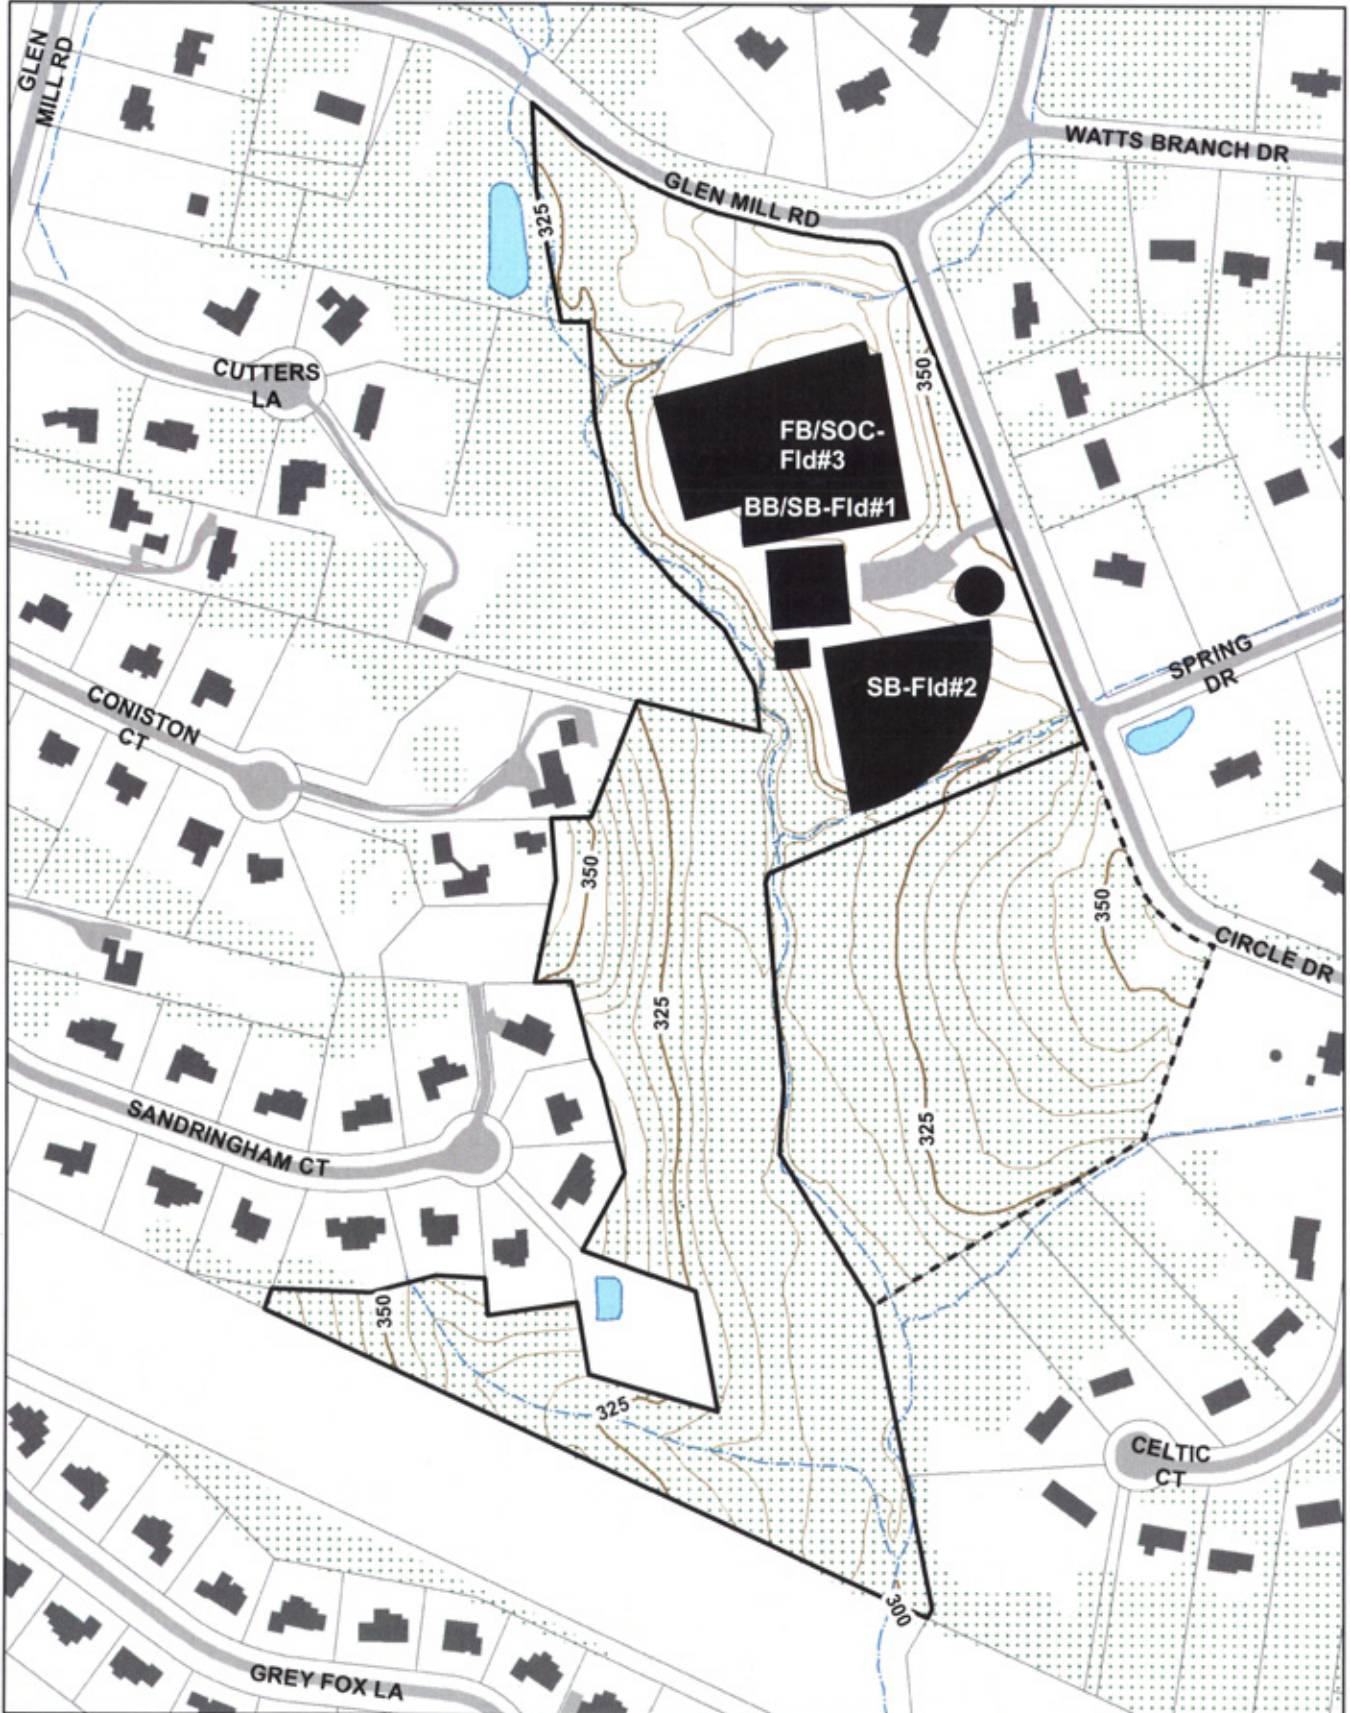 GLEN
MILL RD
WATTS BRANCH DR
GLEN MILL RD
325
350
CUTTERS
LA
FB/SOC-
Fld#3
BB/SB-Fld#1
SPRING
DR
SB-Fld#2
CONISTON
CT
350
350
CIRCLE DR
325
325
SANDRINGHAM CT
350
325
CELTIC
CT
300
GREY FOX LA